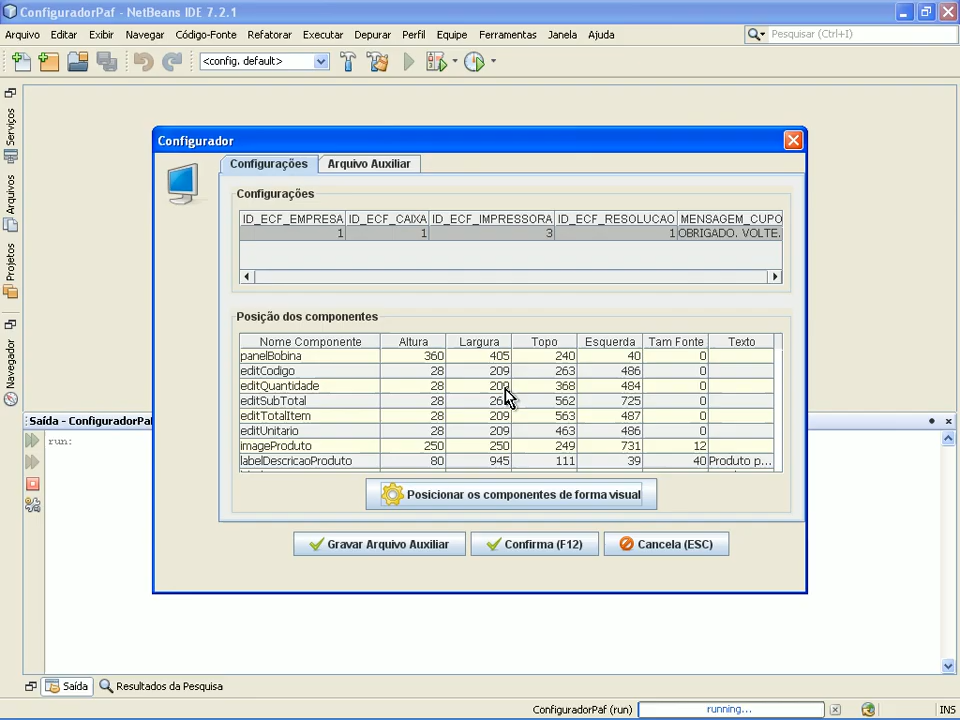 ConfiguradorPaf - NetBeans IDE 7.2.1
Arquivo Editar Exibir Navegar Código-Fonte Refatorar Executar Depurar Perfil Equipe Ferramentas Janela Ajuda
Pesquisar (Ctrl+I)
<config. default>
Serviços
Arquivos
Projetos
Navegador
Configurador
Configurações Arquivo Auxiliar
Configurações
ID_ECF_EMPRESA ID_ECF_CAIXA ID_ECF_IMPRESSORA ID_ECF_RESOLUCAO MENSAGEM_CUPO
1 1 3 1 OBRIGADO. VOLTE.
Posição dos componentes
Nome Componente Altura Largura Topo Esquerda Tam Fonte Texto
panelBobina 360 405 240 40 0
editCodigo 28 209 263 486 0
editQuantidade 28 209 368 484 0
editSubTotal 28 562 725 0
editTotalItem 28 209 563 487 0
editUnitario 28 209 463 486 0
imageProduto 250 250 249 731 12
labelDescricaoProduto 80 945 111 39 40 Produto p...
Posicionar os componentes de forma visual
Gravar Arquivo Auxiliar Confirma (F12) Cancela (ESC)
Saída - ConfiguradorPaf
run:
Saída Resultados da Pesquisa
ConfiguradorPaf (run) running... INS